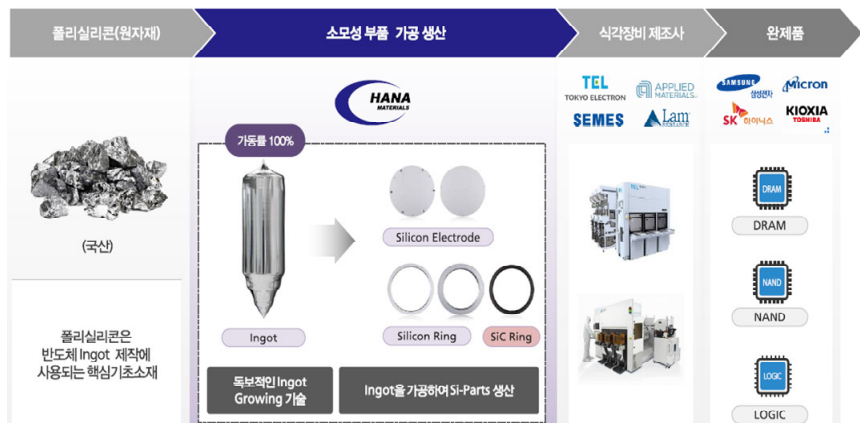 폴리실리콘(원자재)
소모성 부품 가공 생산
식각장비 제조사
완제품
(국산)
폴리실리콘은
반도체 Ingot 제작에
사용되는 핵심기초소재
HANA
MATERIALS
가동률 100%
Ingot
Silicon Electrode
Silicon Ring
SiC Ring
독보적인 Ingot
Growing 기술
Ingot을 가공하여 Si-Parts 생산
TEL
TOKYO ELECTRON
APPLIED
MATERIALS
SEMES
Lam
RESEARCH
SAMSUNG
삼성전자
Micron
SK 하이닉스
KIOXIA
TOSHIBA
DRAM
DRAM
NAND
NAND
LOGIC
LOGIC